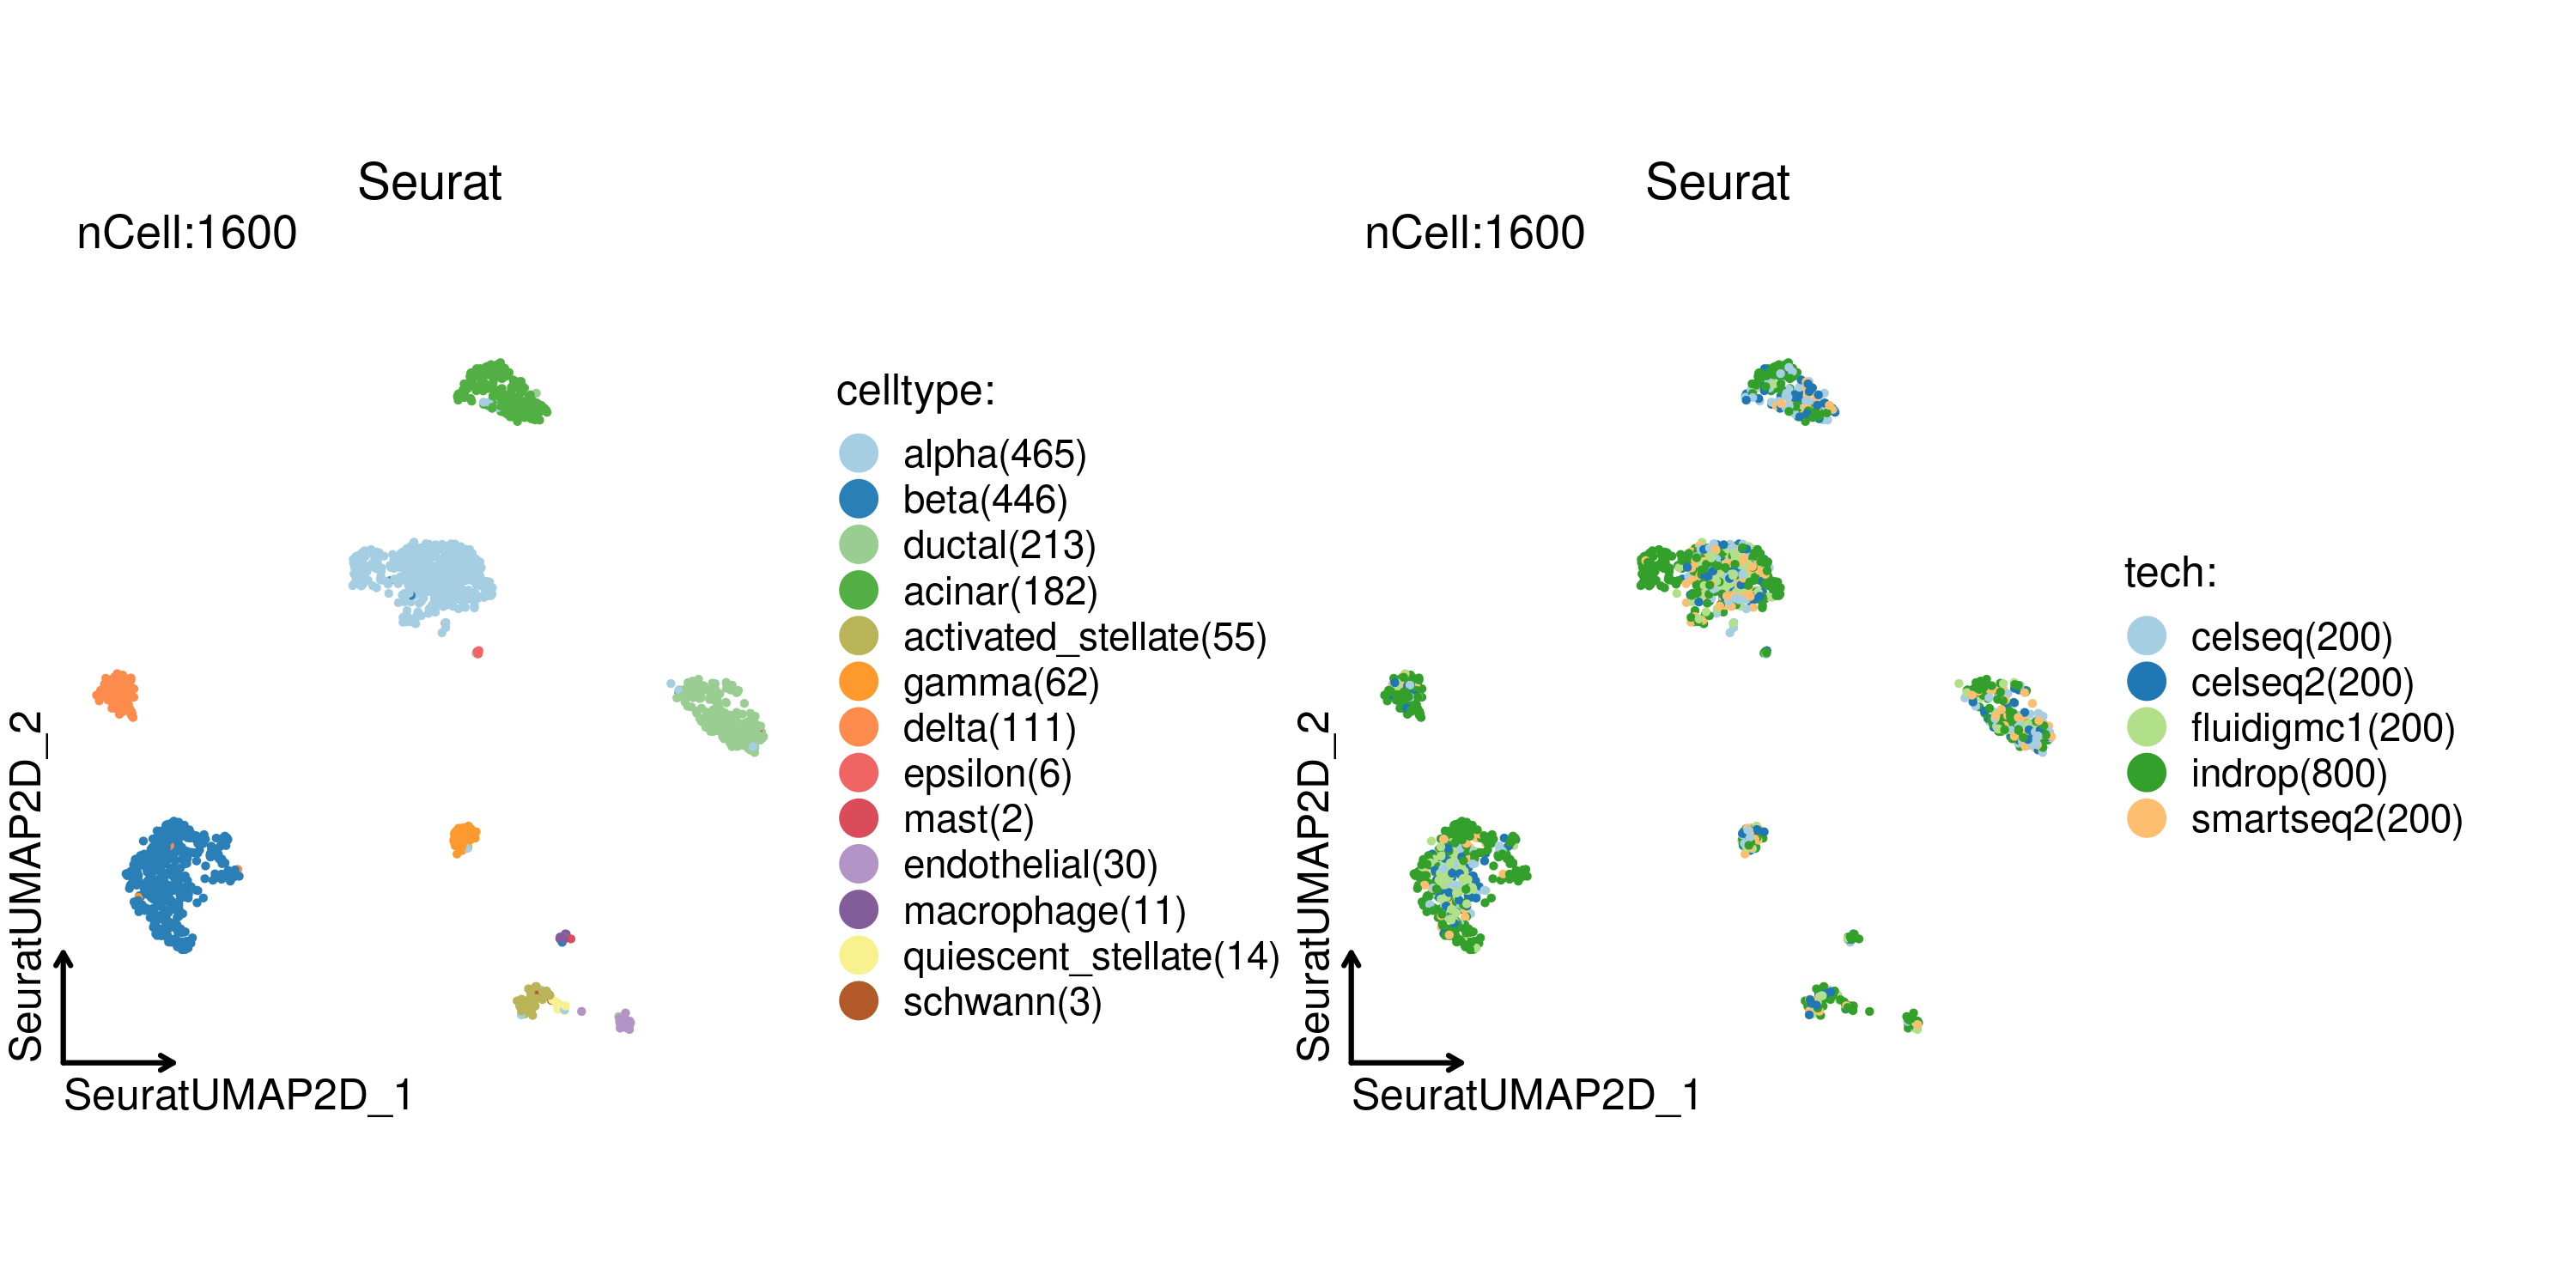 Seurat
nCell:1600
celltype:
alpha(465)
beta(446)
ductal(213)
acinar(182)
activated_stellate(55)
gamma(62)
delta(111)
epsilon(6)
mast(2)
endothelial(30)
macrophage(11)
quiescent_stellate(14)
schwann(3)
SeuratUMAP2D_2
SeuratUMAP2D_1
Seurat
nCell:1600
tech:
celseq(200)
celseq2(200)
fluidigmc1(200)
indrop(800)
smartseq2(200)
SeuratUMAP2D_2
SeuratUMAP2D_1